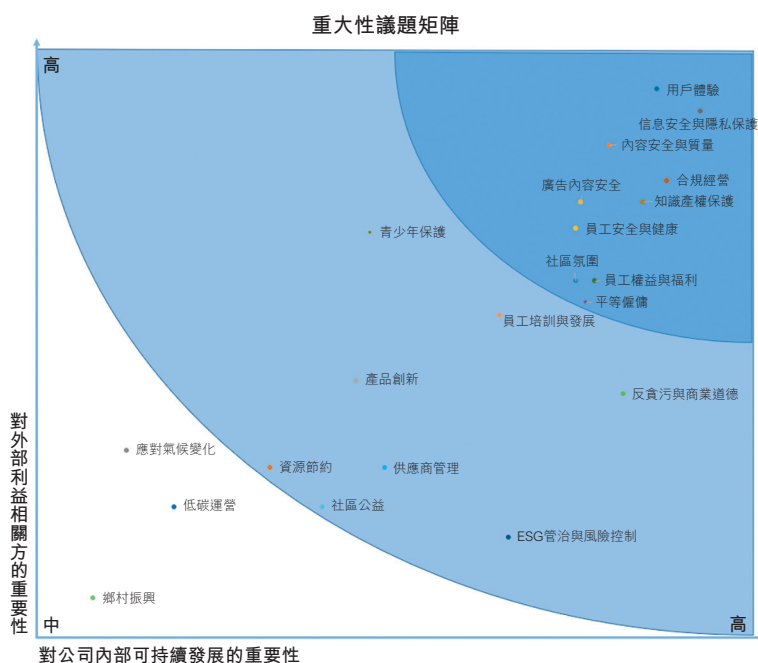 重大性議題矩陣
高
用戶體驗
信息安全與隱私保護
內容安全與質量
合規經營
廣告內容安全
知識產權保護
青少年保護
員工安全與健康
社區氛圍
員工權益與福利
平等僱傭
員工培訓與發展
產品創新
反貪污與商業道德
應對氣候變化
資源節約
供應商管理
低碳運營
社區公益
ESG管治與風險控制
鄉村振興
對外部利益相關方的重要性
中
高
對公司內部可持續發展的重要性